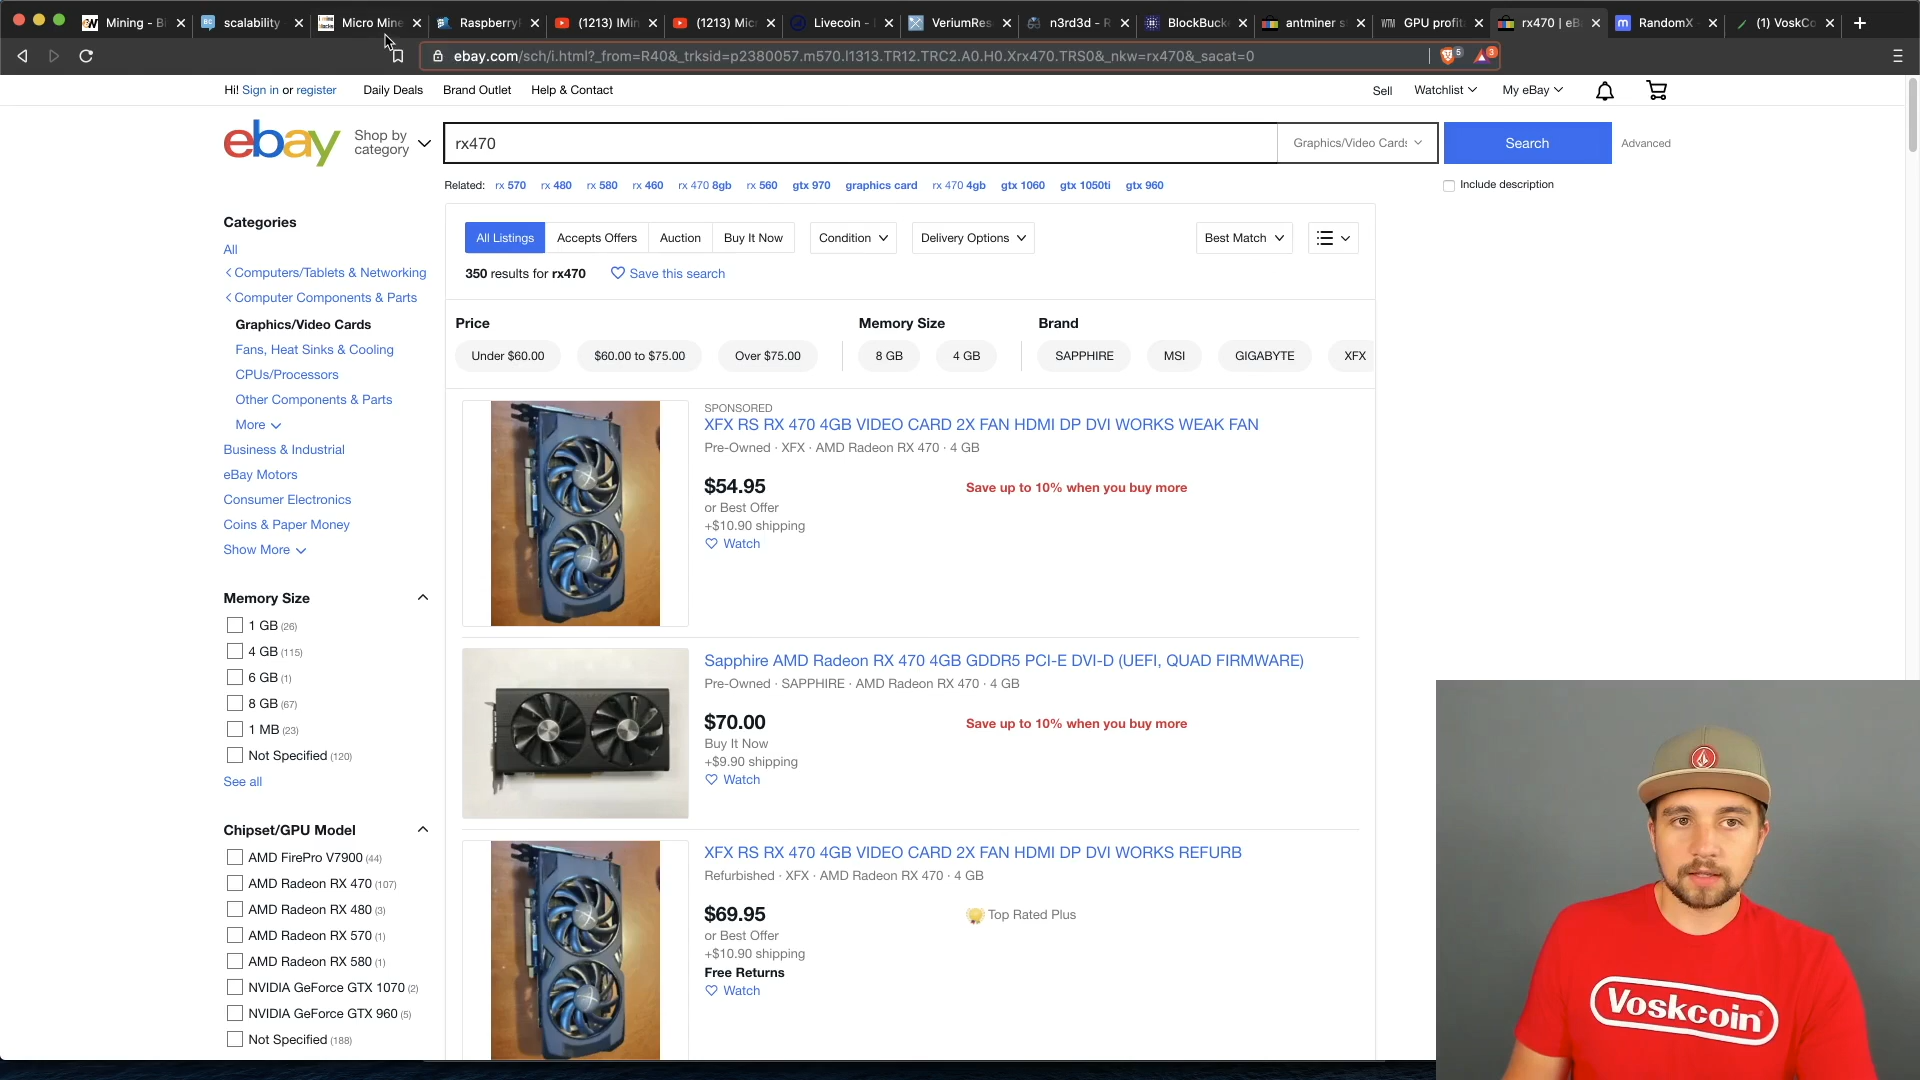 Mining - Bi
scalability
Micro Mine
Raspberry
(1213) IMin
(1213) Mic
Livecoin -
VeriumRes
n3rd3d - R
BlockBuck
antminer s
GPU profit
rx470 | eB
RandomX
(1) VoskCo
ebay.com/sch/i.html?_from=R40&_trksid=p2380057.m570.l1313.TR12.TRC2.A0.H0.Xrx470.TRS0&_nkw=rx470&_sacat=0
5
3
Hi! Sign in or register
Daily Deals
Brand Outlet
Help & Contact
Sell
Watchlist
My eBay
ebay
Shop by
category
rx470
Graphics/Video Cards
Search
Advanced
Related: rx 570 rx 480 rx 580 rx 460 rx 470 8gb rx 560 gtx 970 graphics card rx 470 4gb gtx 1060 gtx 1050ti gtx 960
Include description
Categories
All
Computers/Tablets & Networking
Computer Components & Parts
Graphics/Video Cards
Fans, Heat Sinks & Cooling
CPUs/Processors
Other Components & Parts
More
Business & Industrial
eBay Motors
Consumer Electronics
Coins & Paper Money
Show More
Memory Size
1 GB (26)
4 GB (115)
6 GB (1)
8 GB (67)
1 MB (23)
Not Specified (120)
See all
Chipset/GPU Model
AMD FirePro V7900 (44)
AMD Radeon RX 470 (107)
AMD Radeon RX 480 (3)
AMD Radeon RX 570 (1)
AMD Radeon RX 580 (1)
NVIDIA GeForce GTX 1070 (2)
NVIDIA GeForce GTX 960 (5)
Not Specified (188)
All Listings
Accepts Offers
Auction
Buy It Now
Condition
Delivery Options
Best Match
350 results for rx470
Save this search
Price
Under $60.00
$60.00 to $75.00
Over $75.00
Memory Size
8 GB
4 GB
Brand
SAPPHIRE
MSI
GIGABYTE
XFX
SPONSORED
XFX RS RX 470 4GB VIDEO CARD 2X FAN HDMI DP DVI WORKS WEAK FAN
Pre-Owned · XFX · AMD Radeon RX 470 · 4 GB
$54.95
or Best Offer
+$10.90 shipping
Watch
Save up to 10% when you buy more
Sapphire AMD Radeon RX 470 4GB GDDR5 PCI-E DVI-D (UEFI, QUAD FIRMWARE)
Pre-Owned · SAPPHIRE · AMD Radeon RX 470 · 4 GB
$70.00
Buy It Now
+$9.90 shipping
Watch
Save up to 10% when you buy more
XFX RS RX 470 4GB VIDEO CARD 2X FAN HDMI DP DVI WORKS REFURB
Refurbished · XFX · AMD Radeon RX 470 · 4 GB
$69.95
or Best Offer
+$10.90 shipping
Free Returns
Watch
Top Rated Plus
Voskcoin